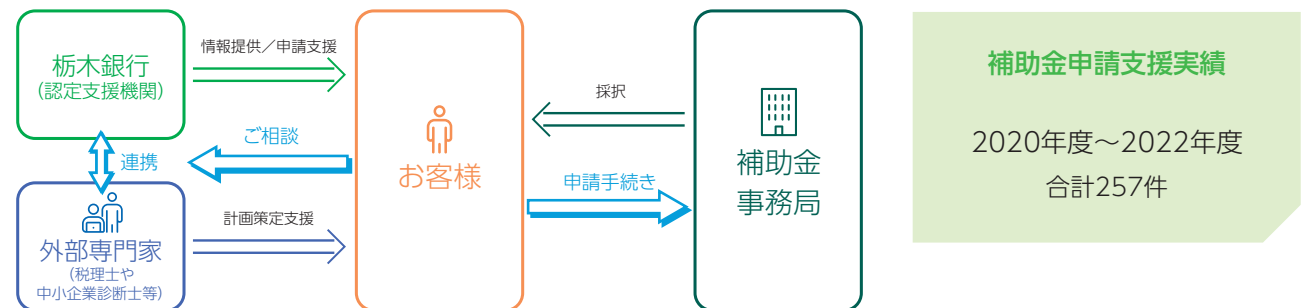 栃木銀行
(認定支援機関)
情報提供/申請支援
ご相談
連携
外部専門家
(税理士や
中小企業診断士等)
計画策定支援
お客様
採択
申請手続き
補助金
事務局
補助金申請支援実績
2020年度~2022年度
合計257件